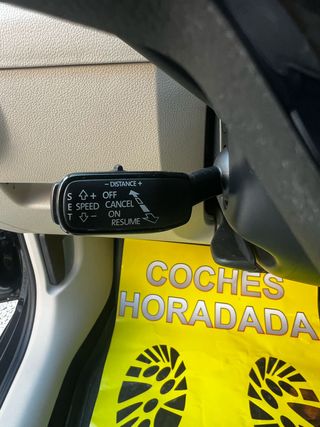 − DISTANCE +
S E T
+ OFF
SPEED CANCEL
− ON
RESUME
COCHES
HORADADA